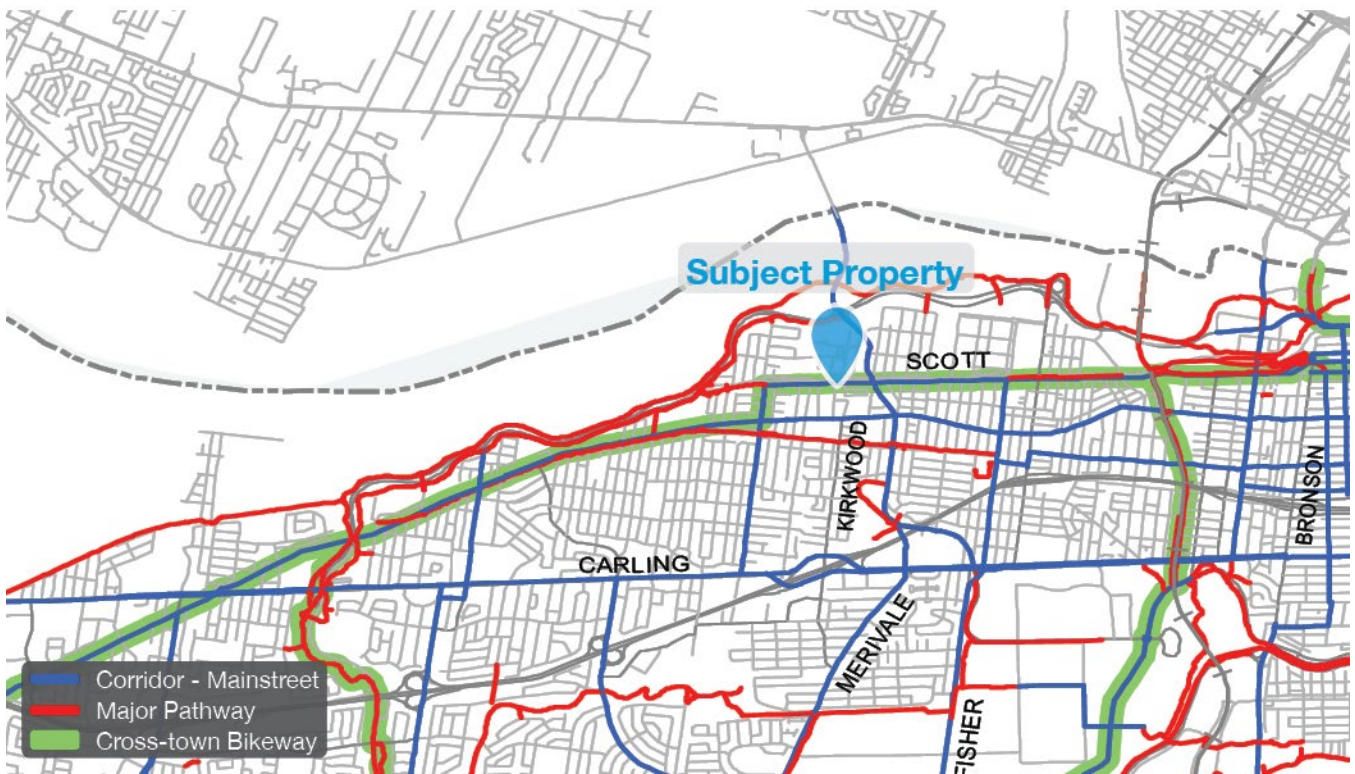 Subject Property
SCOTT
KIRKWOOD
BRONSON
CARLING
MERIVALE
FISHER
Corridor - Mainstreet
Major Pathway
Cross-town Bikeway